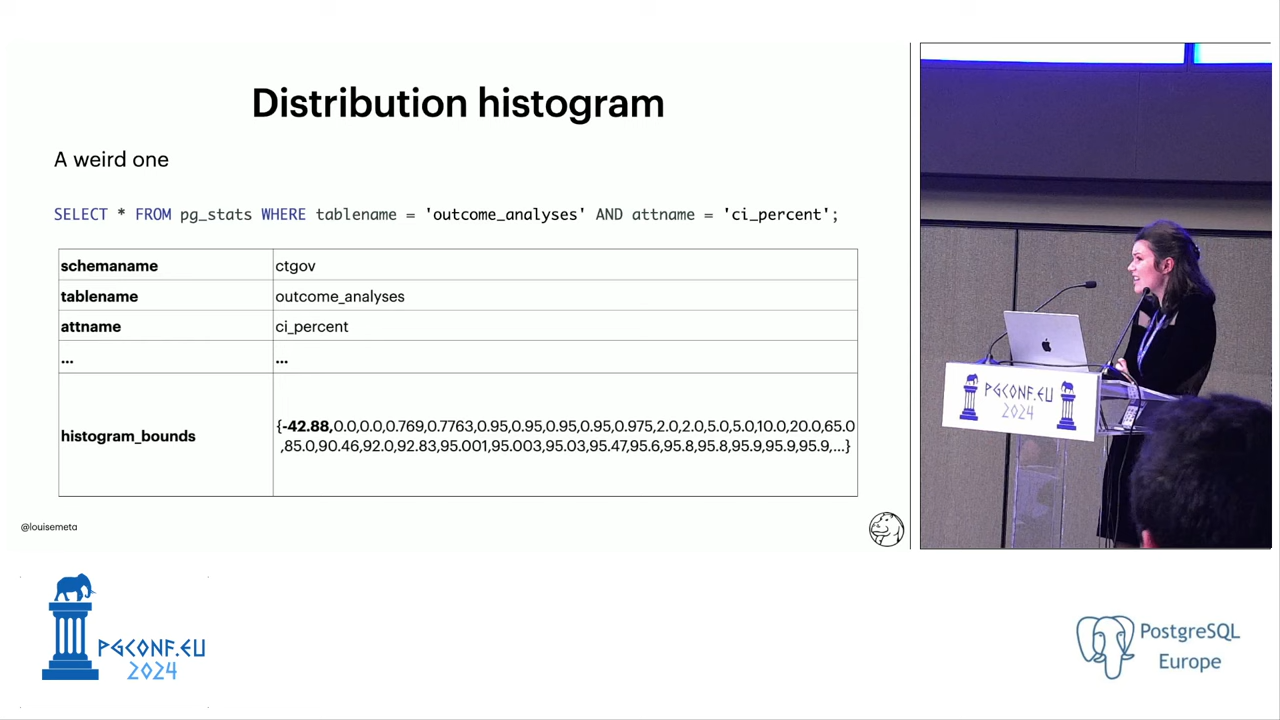 Distribution histogram
A weird one
SELECT * FROM pg_stats WHERE tablename = 'outcome_analyses' AND attname = 'ci_percent';
schemaname ctgov
tablename outcome_analyses
attname ci_percent
... ...
histogram_bounds {-42.88,0.0,0.0,0.769,0.7763,0.95,0.95,0.95,0.95,0.975,2.0,2.0,5.0,5.0,10.0,20.0,65.0
,85.0,90.46,92.0,92.83,95.001,95.003,95.03,95.47,95.6,95.8,95.8,95.9,95.9,95.9,...}
@louisemeta
PGCONF.EU
2024
PGCONF.EU
2024
PostgreSQL
Europe